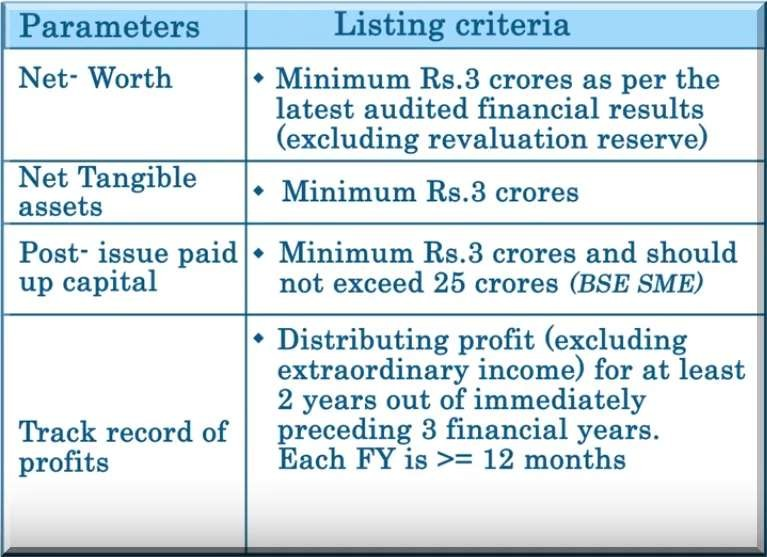 Parameters
Listing criteria
Net- Worth
◆ Minimum Rs.3 crores as per the
latest audited financial results
(excluding revaluation reserve)
Net Tangible
assets
◆ Minimum Rs.3 crores
Post- issue paid
up capital
◆ Minimum Rs.3 crores and should
not exceed 25 crores (BSE SME)
Track record of
profits
◆ Distributing profit (excluding
extraordinary income) for at least
2 years out of immediately
preceding 3 financial years.
Each FY is >= 12 months